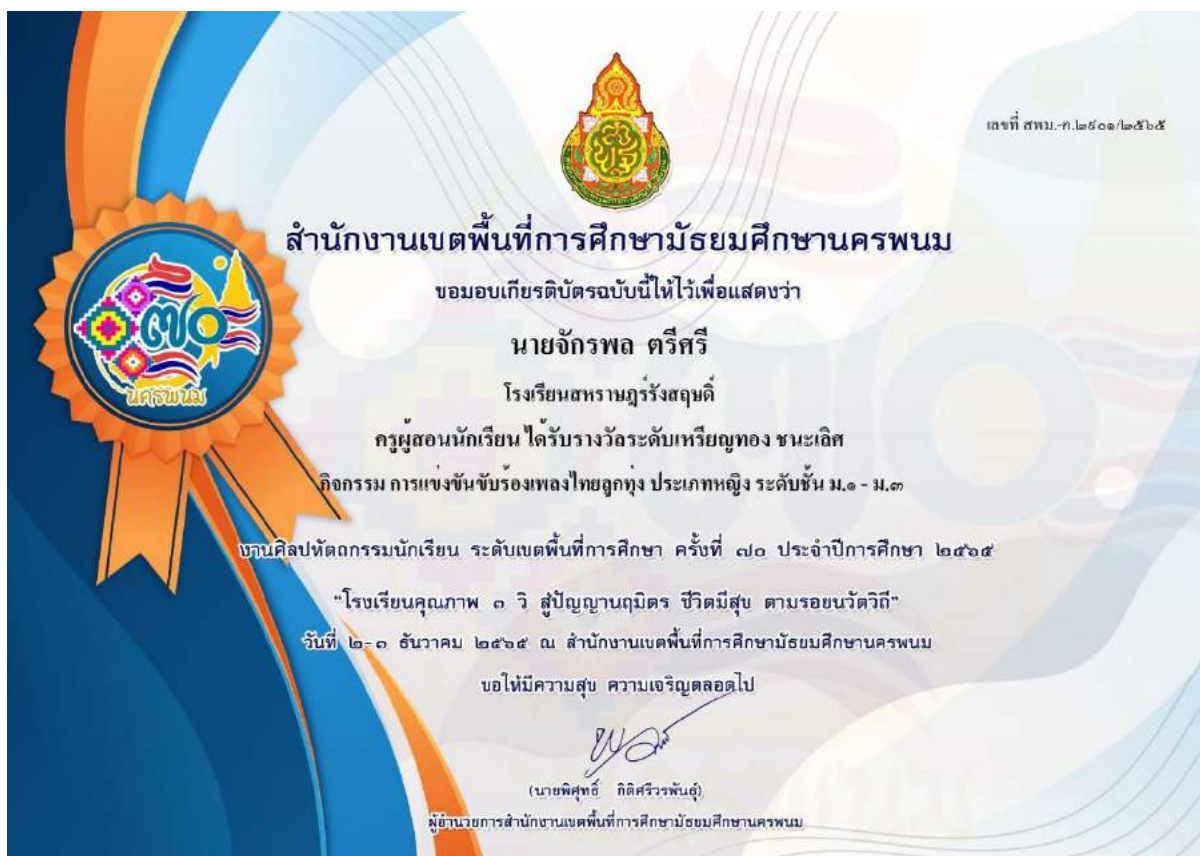 เลขที่ สพม.-ค.๒๙๐๑/๒๕๖๕
สำนักงานเขตพื้นที่การศึกษามัธยมศึกษานครพนม
ขอมอบเกียรติบัตรฉบับนี้ให้ไว้เพื่อแสดงว่า
นายจักรพล ตรีศรี
โรงเรียนสหราษฎร์รังสฤษดิ์
ครูผู้สอนนักเรียน ได้รับรางวัลระดับเหรียญทอง ชนะเลิศ
กิจกรรม การแข่งขันขับร้องเพลงไทยลูกทุ่ง ประเภทหญิง ระดับชั้น ม.๑ - ม.๓
๗๐
นครพนม
งานศิลปหัตถกรรมนักเรียน ระดับเขตพื้นที่การศึกษา ครั้งที่ ๗๐ ประจำปีการศึกษา ๒๕๖๕
“โรงเรียนคุณภาพ ๓ วิ สู่ปัญญานฤมิตร ชีวิตมีสุข ตามรอยนวัตวิถี”
วันที่ ๒-๓ ธันวาคม ๒๕๖๕ ณ สำนักงานเขตพื้นที่การศึกษามัธยมศึกษานครพนม
ขอให้มีความสุข ความเจริญตลอดไป
(นายพิศุทธิ์ กิติศรีวรพันธุ์)
ผู้อำนวยการสำนักงานเขตพื้นที่การศึกษามัธยมศึกษานครพนม